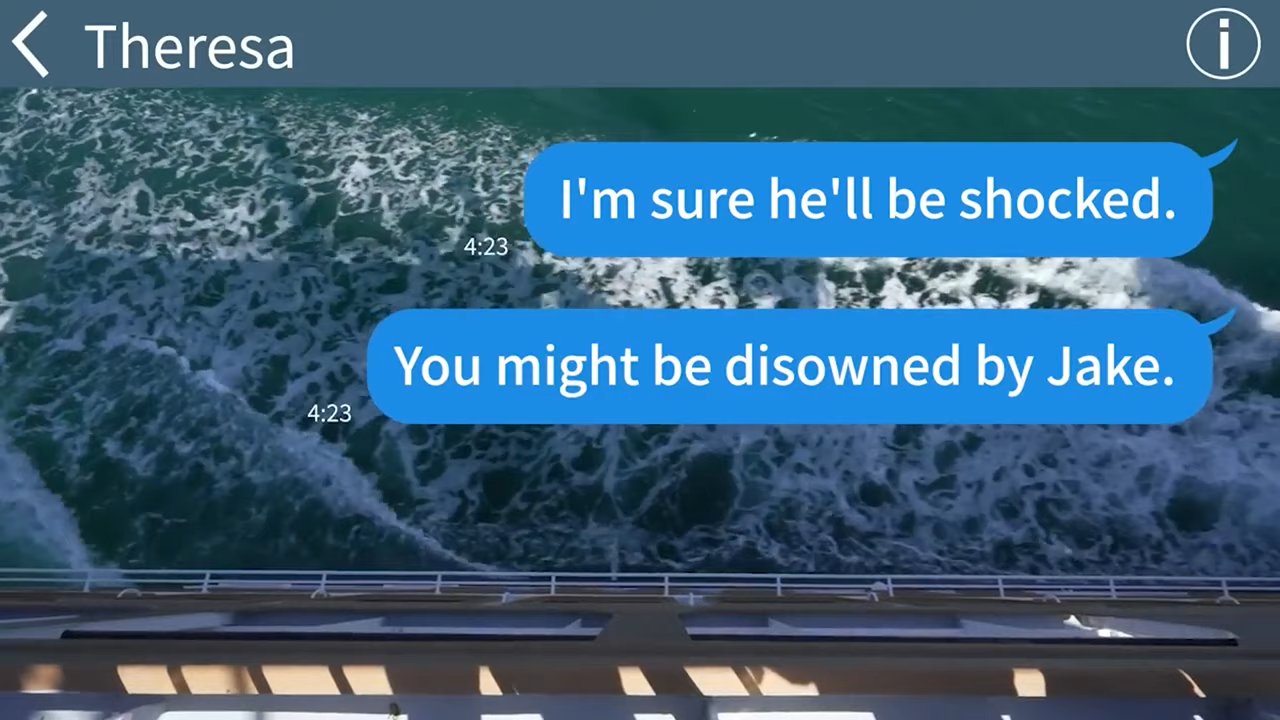 Theresa
I'm sure he'll be shocked.
4:23
You might be disowned by Jake.
4:23